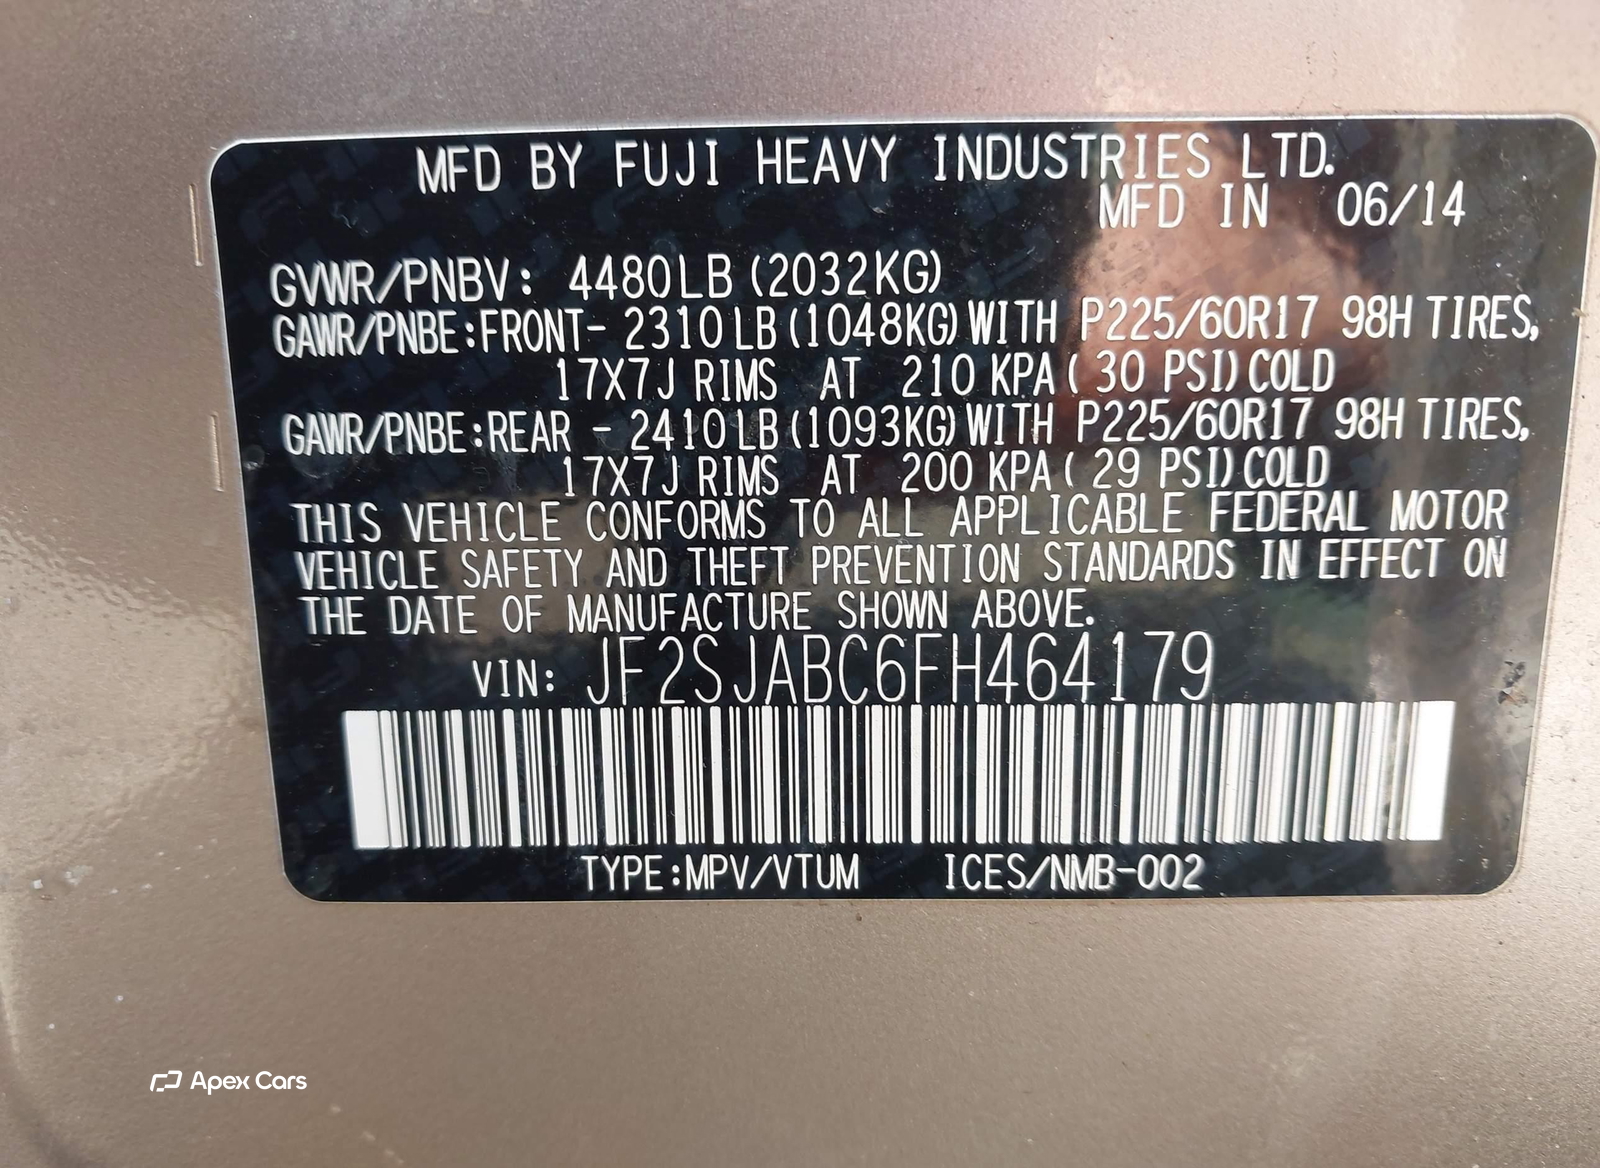 MFD BY FUJI HEAVY INDUSTRIES LTD.
MFD IN 06/14
GVWR/PNBV: 4480LB (2032KG)
GAWR/PNBE:FRONT- 2310LB (1048KG) WITH P225/60R17 98H TIRES,
17X7J RIMS AT 210 KPA ( 30 PSI) COLD
GAWR/PNBE:REAR - 2410LB (1093KG) WITH P225/60R17 98H TIRES,
17X7J RIMS AT 200 KPA ( 29 PSI) COLD
THIS VEHICLE CONFORMS TO ALL APPLICABLE FEDERAL MOTOR
VEHICLE SAFETY AND THEFT PREVENTION STANDARDS IN EFFECT ON
THE DATE OF MANUFACTURE SHOWN ABOVE.
VIN: JF2SJABC6FH464179
TYPE:MPV/VTUM ICES/NMB-002
Apex Cars